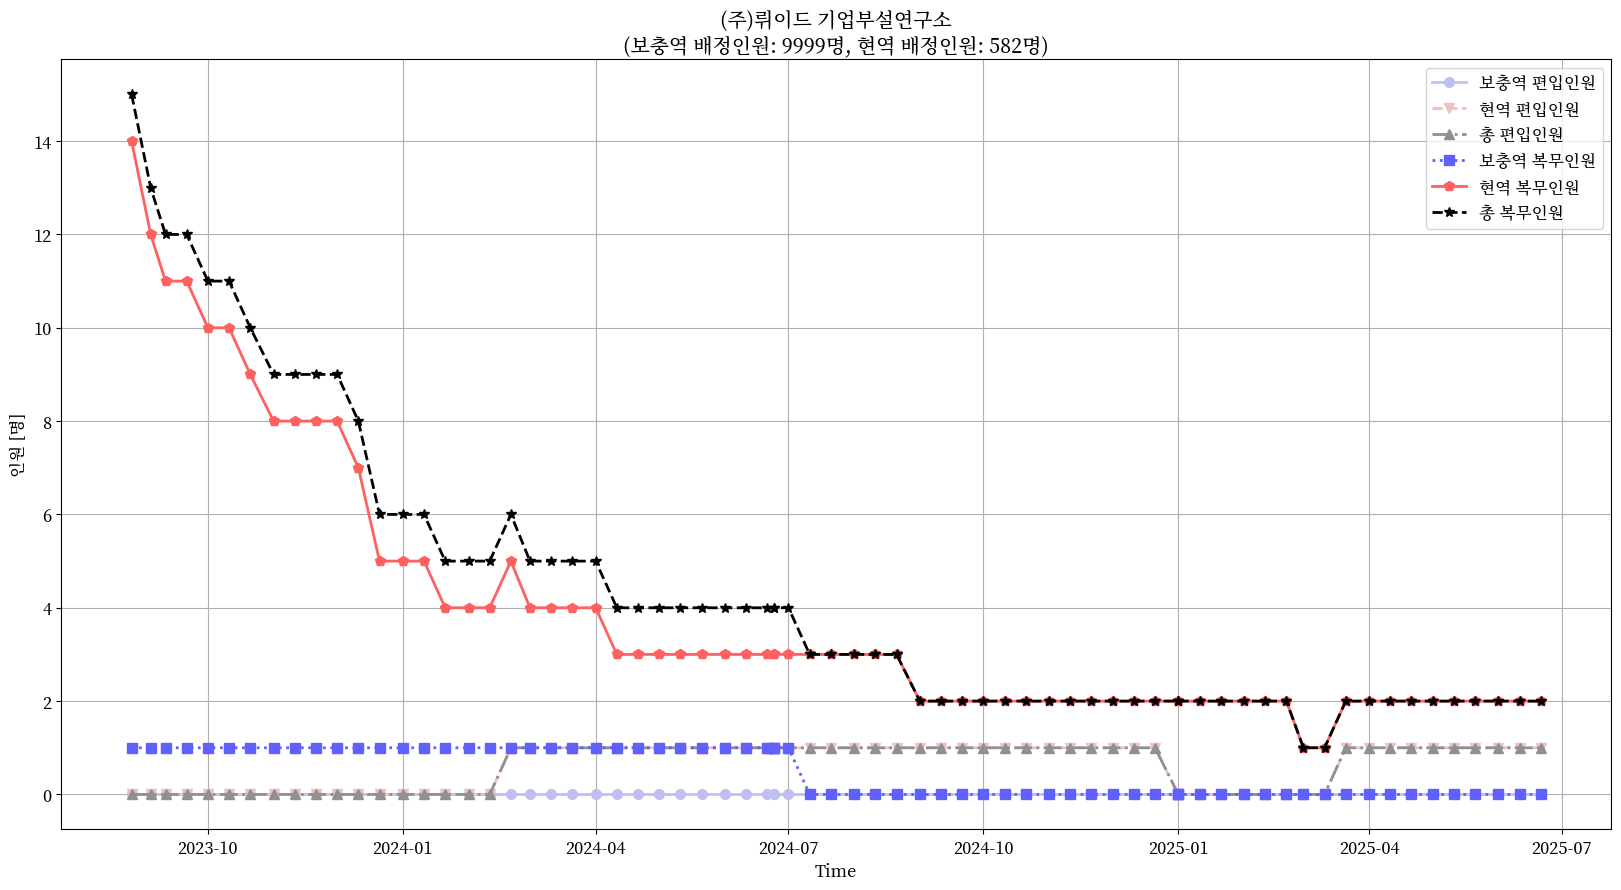 (주)뤼이드 기업부설연구소
(보충역 배정인원: 9999명, 현역 배정인원: 582명)
보충역 편입인원
현역 편입인원
총 편입인원
보충역 복무인원
현역 복무인원
총 복무인원
인원 [명]
14
12
10
8
6
4
2
0
2023-10
2024-01
2024-04
2024-07
2024-10
2025-01
2025-04
2025-07
Time